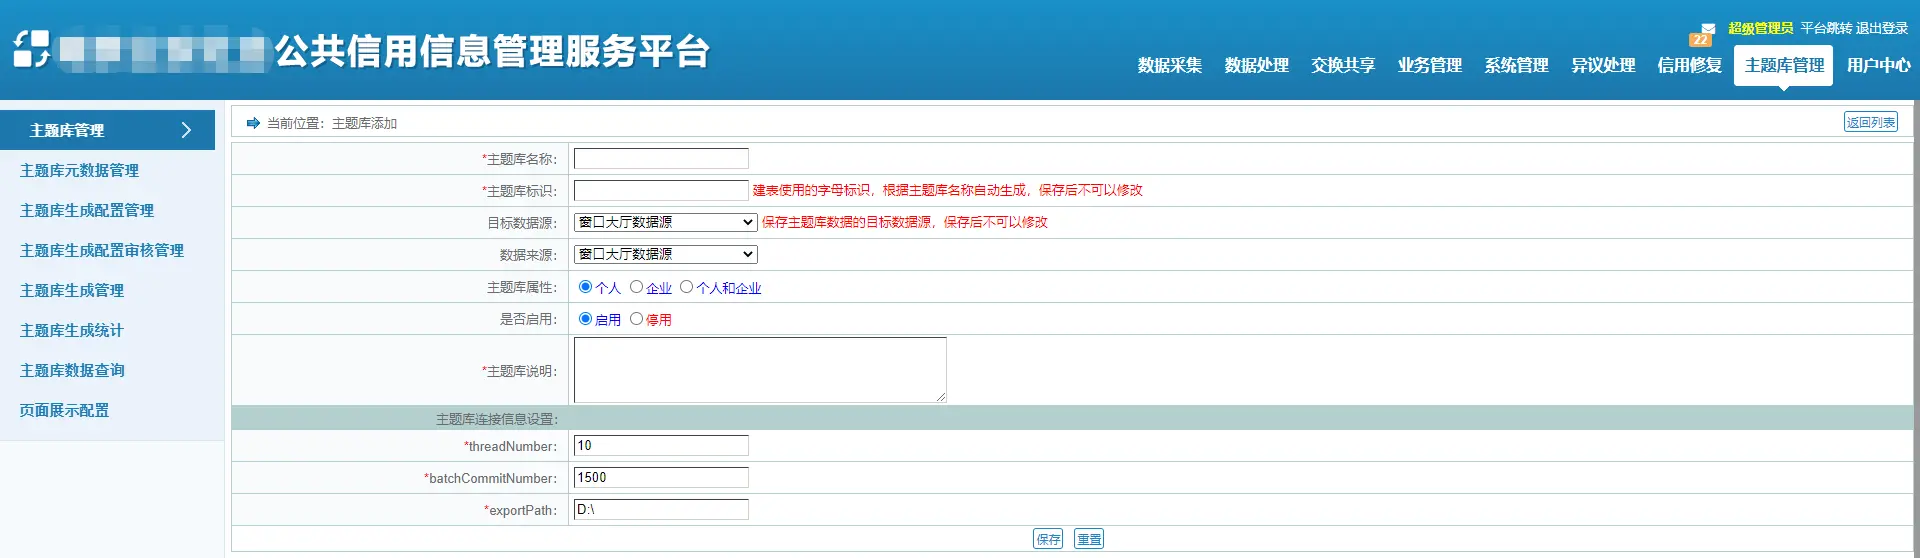 公共信用信息管理服务平台
22
超级管理员 平台跳转 退出登录
数据采集 数据处理 交换共享 业务管理 系统管理 异议处理 信用修复 主题库管理 用户中心
主题库管理
主题库元数据管理
主题库生成配置管理
主题库生成配置审核管理
主题库生成管理
主题库生成统计
主题库数据查询
页面展示配置
当前位置：主题库添加
返回列表
*主题库名称：
*主题库标识： 建表使用的字母标识，根据主题库名称自动生成，保存后不可以修改
目标数据源： 窗口大厅数据源 保存主题库数据的目标数据源，保存后不可以修改
数据来源： 窗口大厅数据源
主题库属性： 个人 企业 个人和企业
是否启用： 启用 停用
*主题库说明：
主题库连接信息设置：
*threadNumber： 10
*batchCommitNumber： 1500
*exportPath： D:\
保存 重置